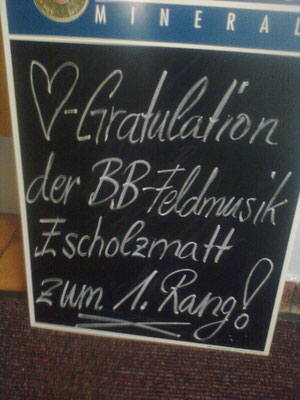 MINERAL
♡-Gratulation
der BB-Feldmusik
Escholzmatt
zum 1. Rang!